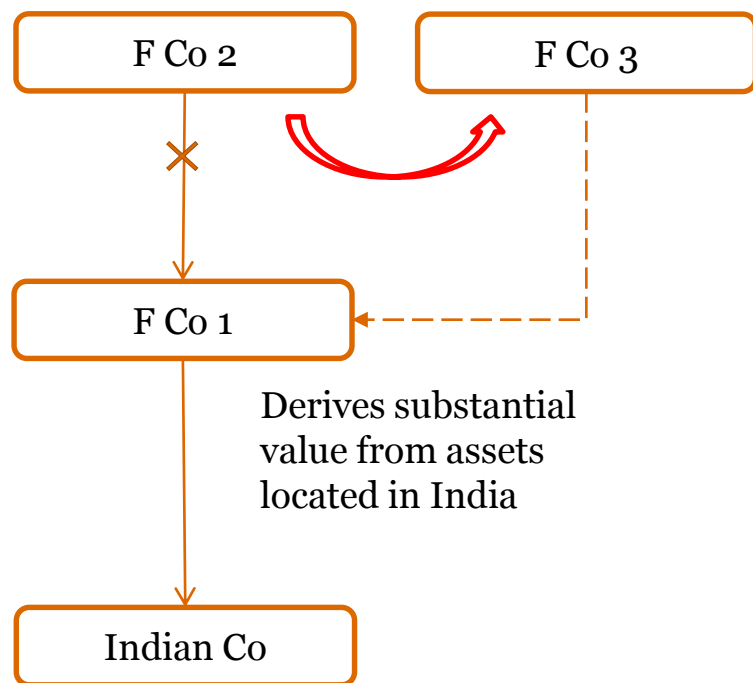 F Co 2
F Co 3
F Co 1
Derives substantial
value from assets
located in India
Indian Co